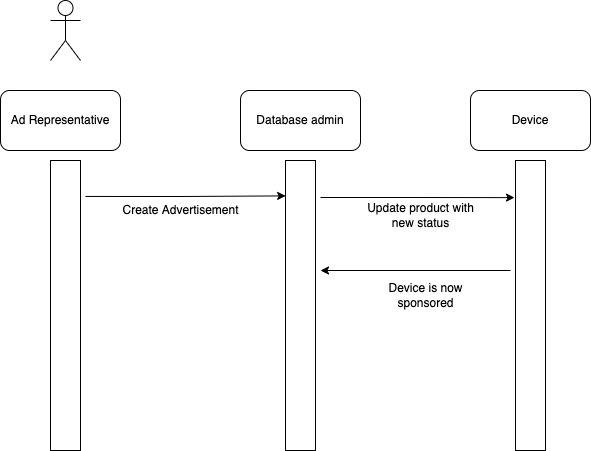 Ad Representative
Database admin
Device
Create Advertisement
Update product with
new status
Device is now
sponsored